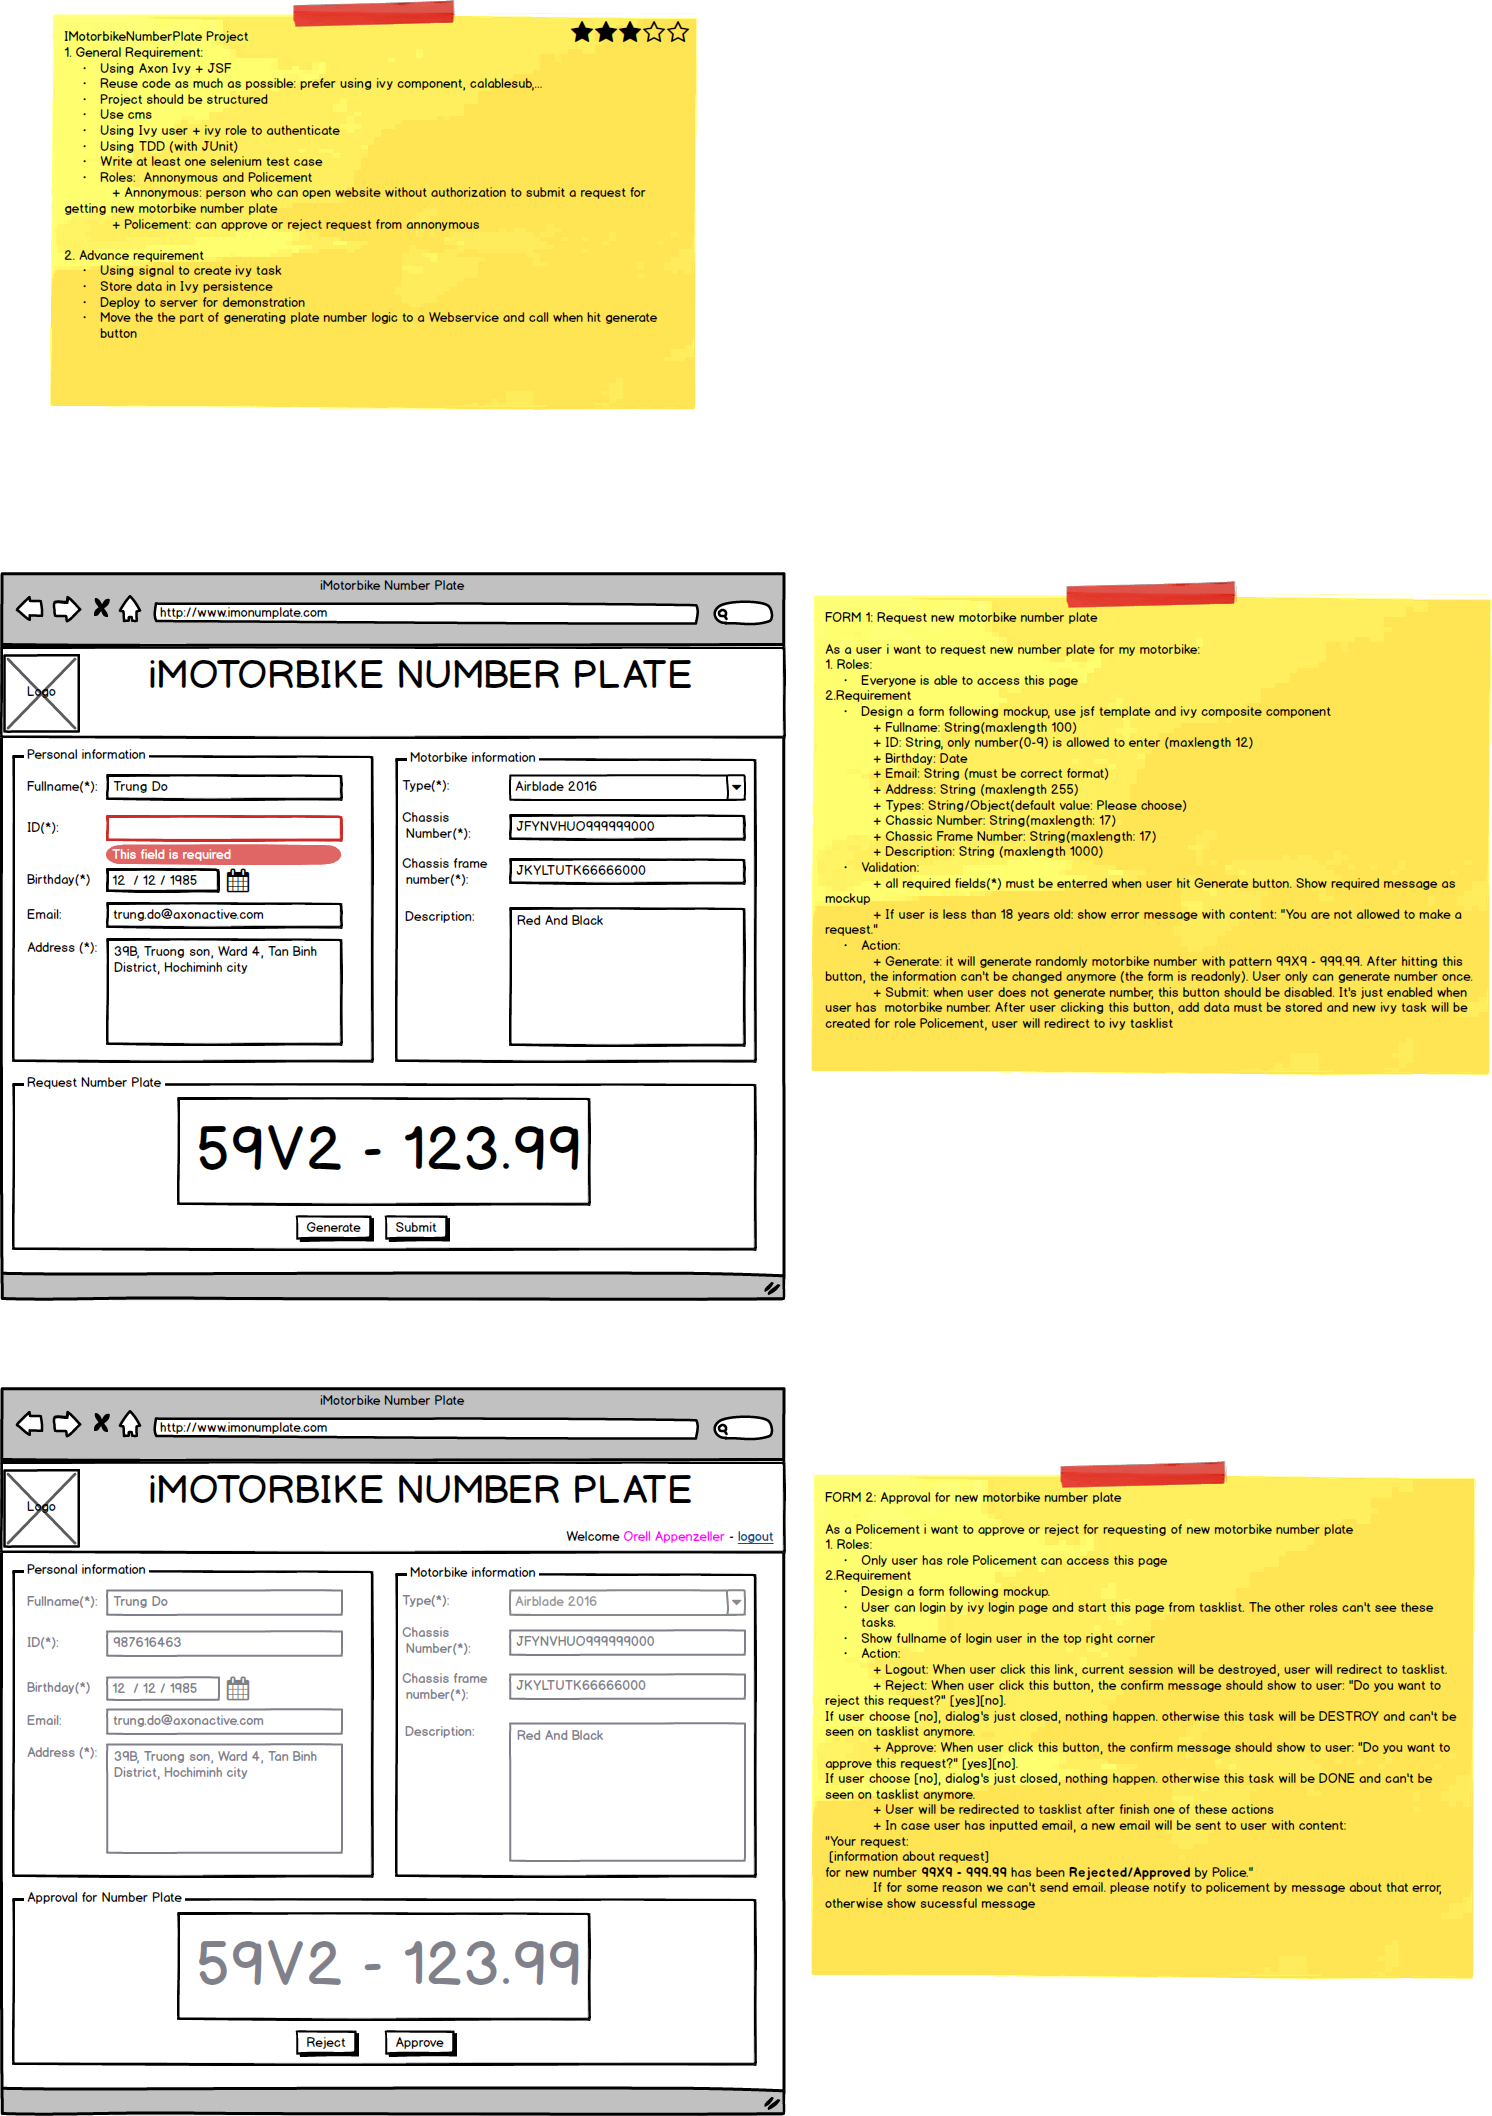 IMotorbikeNumberPlate Project
1. General Requirement:
· Using Axon Ivy + JSF
· Reuse code as much as possible: prefer using ivy component, calablesub,...
· Project should be structured
· Use cms
· Using Ivy user + ivy role to authenticate
· Using TDD (with JUnit)
· Write at least one selenium test case
· Roles: Annonymous and Policement
+ Annonymous: person who can open website without authorization to submit a request for
getting new motorbike number plate
+ Policement: can approve or reject request from annonymous
2. Advance requirement
· Using signal to create ivy task
· Store data in Ivy persistence
· Deploy to server for demonstration
· Move the the part of generating plate number logic to a Webservice and call when hit generate
button
iMotorbike Number Plate
http://www.imonumplate.com
Logo
iMOTORBIKE NUMBER PLATE
Personal information
Fullname(*): Trung Do
ID(*):
This field is required
Birthday(*) 12 / 12 / 1985
Email: trung.do@axonactive.com
Address (*): 39B, Truong son, Ward 4, Tan Binh
District, Hochiminh city
Motorbike information
Type(*): Airblade 2016
Chassis
Number(*): JFYNVHUO999999000
Chassis frame
number(*): JKYLTUTK66666000
Description: Red And Black
Request Number Plate
59V2 - 123.99
Generate Submit
FORM 1: Request new motorbike number plate
As a user i want to request new number plate for my motorbike:
1. Roles:
· Everyone is able to access this page
2.Requirement
· Design a form following mockup, use jsf template and ivy composite component
+ Fullname: String(maxlength 100)
+ ID: String, only number(0-9) is allowed to enter (maxlength 12)
+ Birthday: Date
+ Email: String (must be correct format)
+ Address: String (maxlength 255)
+ Types: String/Object(default value: Please choose)
+ Chassic Number: String(maxlength: 17)
+ Chassic Frame Number: String(maxlength: 17)
+ Description: String (maxlength 1000)
· Validation:
+ all required fields(*) must be enterred when user hit Generate button. Show required message as
mockup
+ If user is less than 18 years old: show error message with content: "You are not allowed to make a
request."
· Action:
+ Generate: it will generate randomly motorbike number with pattern 99X9 - 999.99. After hitting this
button, the information can't be changed anymore (the form is readonly). User only can generate number once.
+ Submit: when user does not generate number, this button should be disabled. It's just enabled when
user has motorbike number. After user clicking this button, add data must be stored and new ivy task will be
created for role Policement, user will redirect to ivy tasklist
iMotorbike Number Plate
http://www.imonumplate.com
Logo
iMOTORBIKE NUMBER PLATE
Welcome Orell Appenzeller - logout
Personal information
Fullname(*): Trung Do
ID(*): 987616463
Birthday(*) 12 / 12 / 1985
Email: trung.do@axonactive.com
Address (*): 39B, Truong son, Ward 4, Tan Binh
District, Hochiminh city
Motorbike information
Type(*): Airblade 2016
Chassis
Number(*): JFYNVHUO999999000
Chassis frame
number(*): JKYLTUTK66666000
Description: Red And Black
Approval for Number Plate
59V2 - 123.99
Reject Approve
FORM 2: Approval for new motorbike number plate
As a Policement i want to approve or reject for requesting of new motorbike number plate
1. Roles:
· Only user has role Policement can access this page
2.Requirement
· Design a form following mockup.
· User can login by ivy login page and start this page from tasklist. The other roles can't see these
tasks.
· Show fullname of login user in the top right corner
· Action:
+ Logout: When user click this link, current session will be destroyed, user will redirect to tasklist.
+ Reject: When user click this button, the confirm message should show to user: "Do you want to
reject this request?" [yes][no].
If user choose [no], dialog's just closed, nothing happen. otherwise this task will be DESTROY and can't be
seen on tasklist anymore.
+ Approve: When user click this button, the confirm message should show to user: "Do you want to
approve this request?" [yes][no].
If user choose [no], dialog's just closed, nothing happen. otherwise this task will be DONE and can't be
seen on tasklist anymore.
+ User will be redirected to tasklist after finish one of these actions
+ In case user has inputted email, a new email will be sent to user with content:
"Your request:
[information about request]
for new number 99X9 - 999.99 has been Rejected/Approved by Police."
If for some reason we can't send email. please notify to policement by message about that error,
otherwise show sucessful message